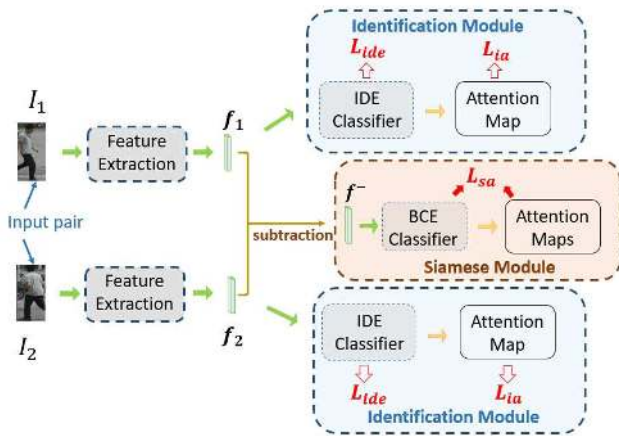 Identification Module
L_ide
L_ia
IDE
Classifier
Attention
Map
I_1
Feature
Extraction
f_1
Input pair
subtraction
f^-
BCE
Classifier
L_sa
Attention
Maps
Siamese Module
Feature
Extraction
f_2
I_2
IDE
Classifier
Attention
Map
L_ide
L_ia
Identification Module